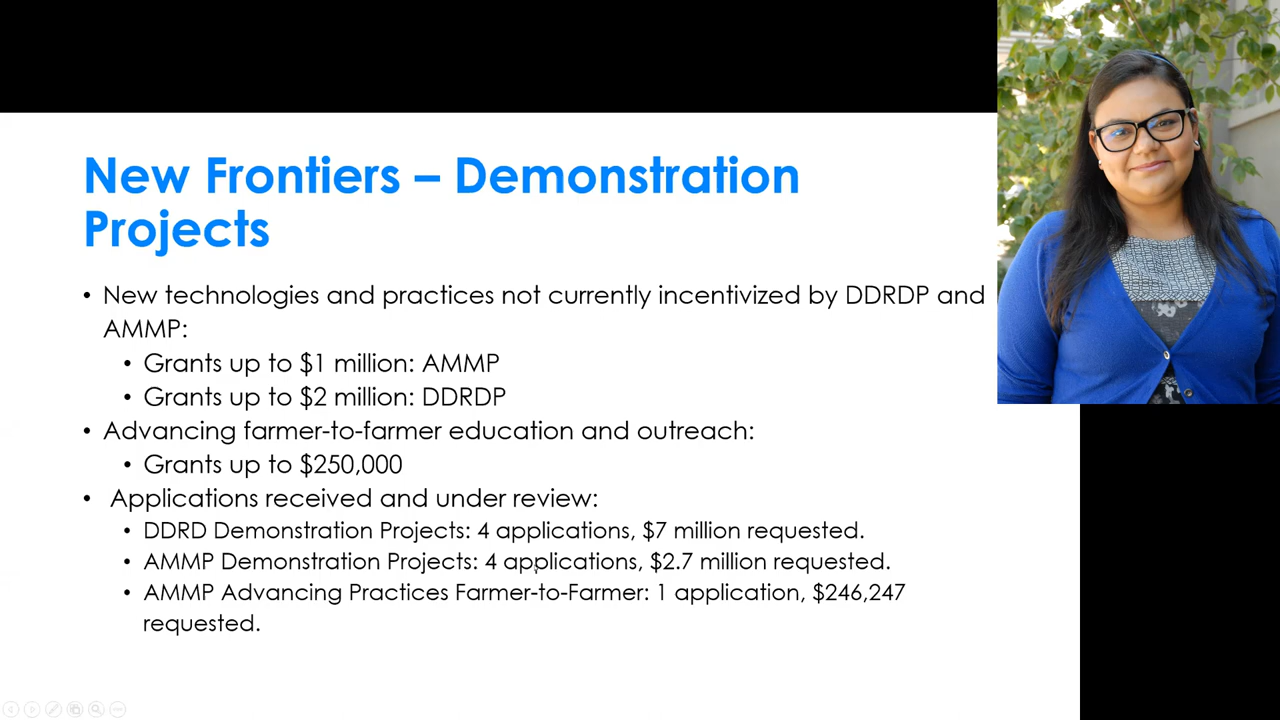 New Frontiers – Demonstration
Projects
• New technologies and practices not currently incentivized by DDRDP and
AMMP:
• Grants up to $1 million: AMMP
• Grants up to $2 million: DDRDP
• Advancing farmer-to-farmer education and outreach:
• Grants up to $250,000
• Applications received and under review:
• DDRD Demonstration Projects: 4 applications, $7 million requested.
• AMMP Demonstration Projects: 4 applications, $2.7 million requested.
• AMMP Advancing Practices Farmer-to-Farmer: 1 application, $246,247
requested.